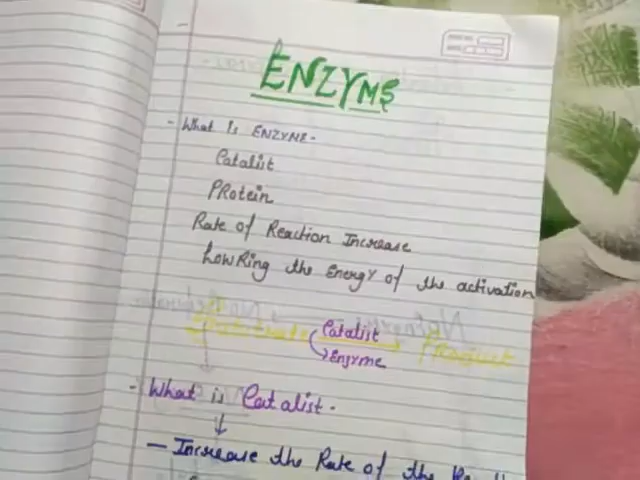 ENZYMS
- What Is ENZYME -
Catalist
PRotein
Rate of Reaction Increase
LowRing the Energy of the activation
Catalist
Product
Enzyme
- What is Catalist -
- Increase the Rate of the